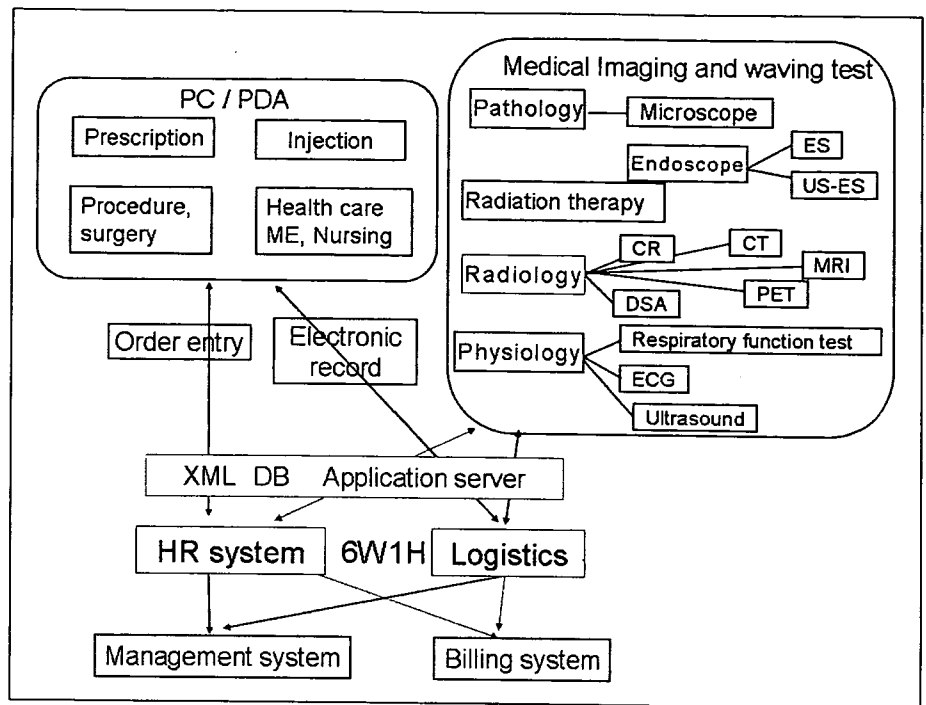 PC / PDA
Prescription
Injection
Procedure,
surgery
Health care
ME, Nursing
Medical Imaging and waving test
Pathology
Microscope
Endoscope
ES
US-ES
Radiation therapy
Radiology
CR
CT
MRI
PET
DSA
Physiology
Respiratory function test
ECG
Ultrasound
Order entry
Electronic
record
XML DB Application server
HR system 6W1H Logistics
Management system
Billing system